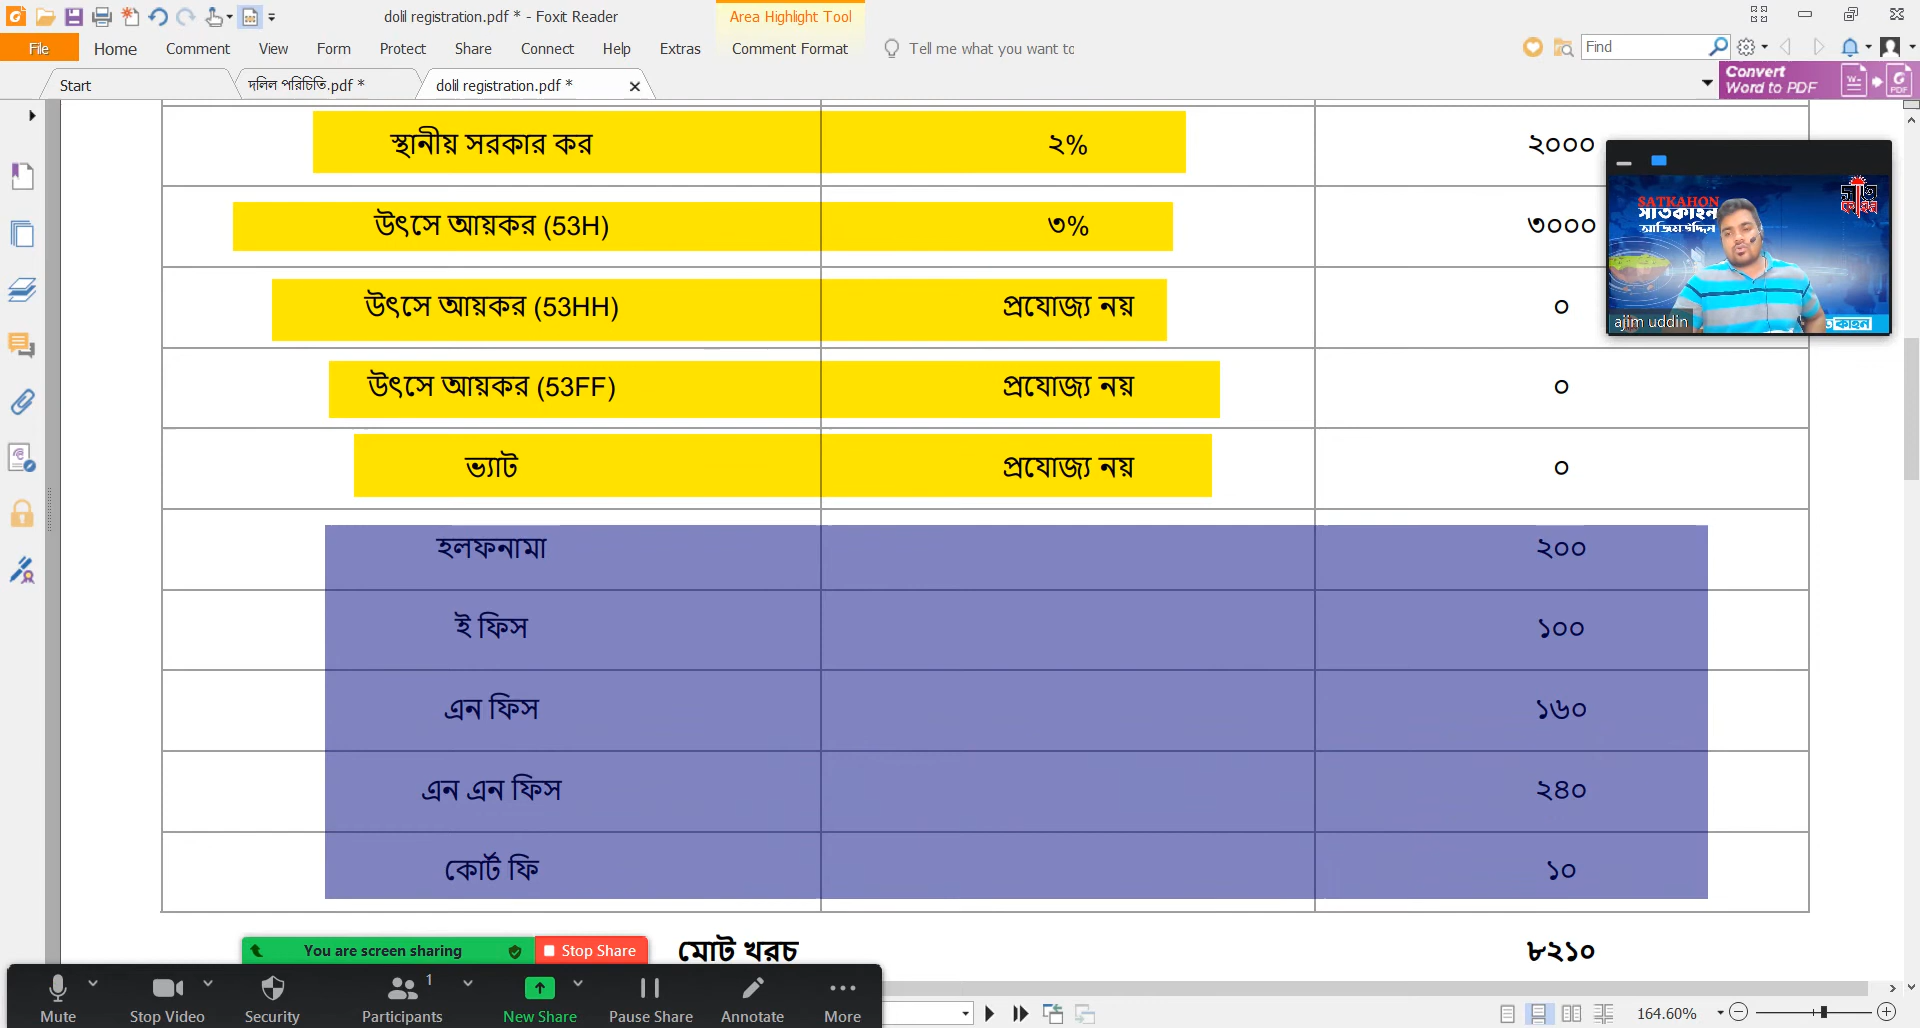 dolil registration.pdf * - Foxit Reader
Area Highlight Tool
File Home Comment View Form Protect Share Connect Help Extras Comment Format Tell me what you want to Find
Start দলিল পরিচিতি.pdf * dolil registration.pdf *
Convert
Word to PDF
স্থানীয় সরকার কর ২% ২০০০
উৎসে আয়কর (53H) ৩% ৩০০০
উৎসে আয়কর (53HH) প্রযোজ্য নয় ০
উৎসে আয়কর (53FF) প্রযোজ্য নয় ০
ভ্যাট প্রযোজ্য নয় ০
হলফনামা ২০০
ই ফিস ১০০
এন ফিস ১৬০
এন এন ফিস ২৪০
কোর্ট ফি ১০
মোট খরচ ৮২১০
SATKAHON
সাতকাহন
আজিম উদ্দিন
ajim uddin
You are screen sharing Stop Share
1
Mute Stop Video Security Participants New Share Pause Share Annotate More
164.60%